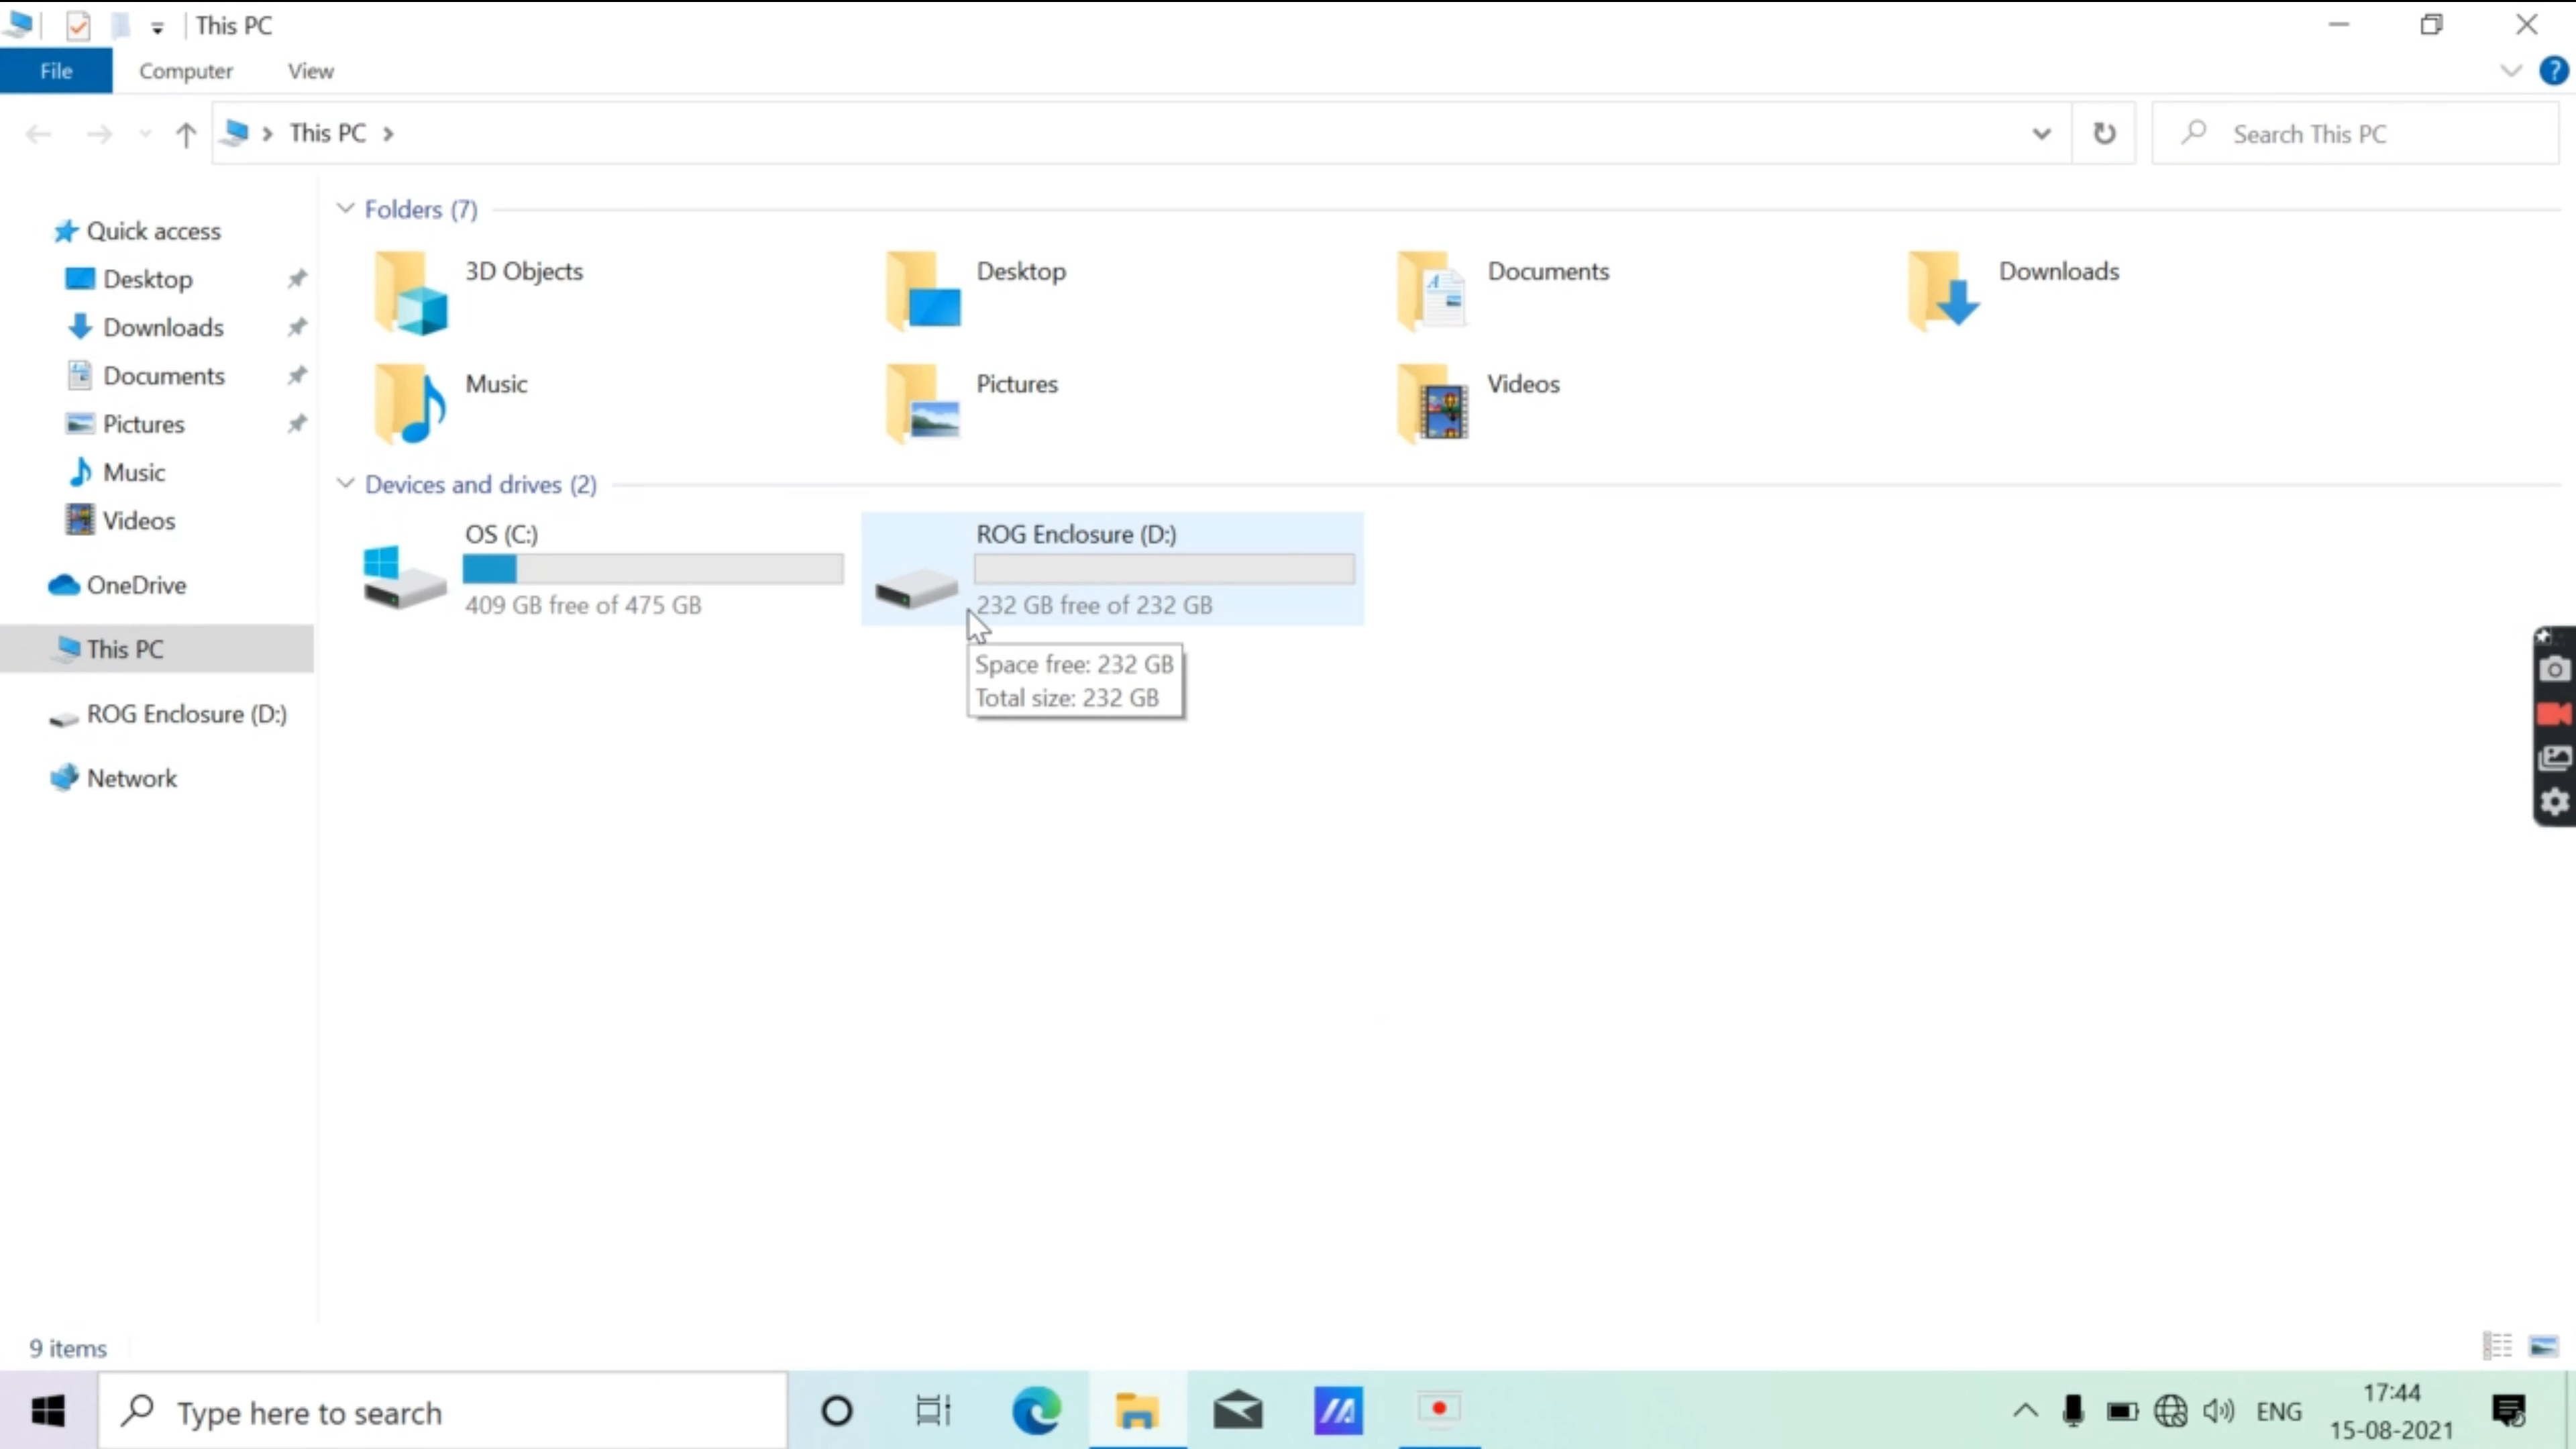 This PC
File Computer View
This PC
Search This PC
Quick access
Desktop
Downloads
Documents
Pictures
Music
Videos
OneDrive
This PC
ROG Enclosure (D:)
Network
Folders (7)
3D Objects
Desktop
Documents
Downloads
Music
Pictures
Videos
Devices and drives (2)
OS (C:)
409 GB free of 475 GB
ROG Enclosure (D:)
232 GB free of 232 GB
Space free: 232 GB
Total size: 232 GB
9 items
Type here to search
ENG
17:44
15-08-2021